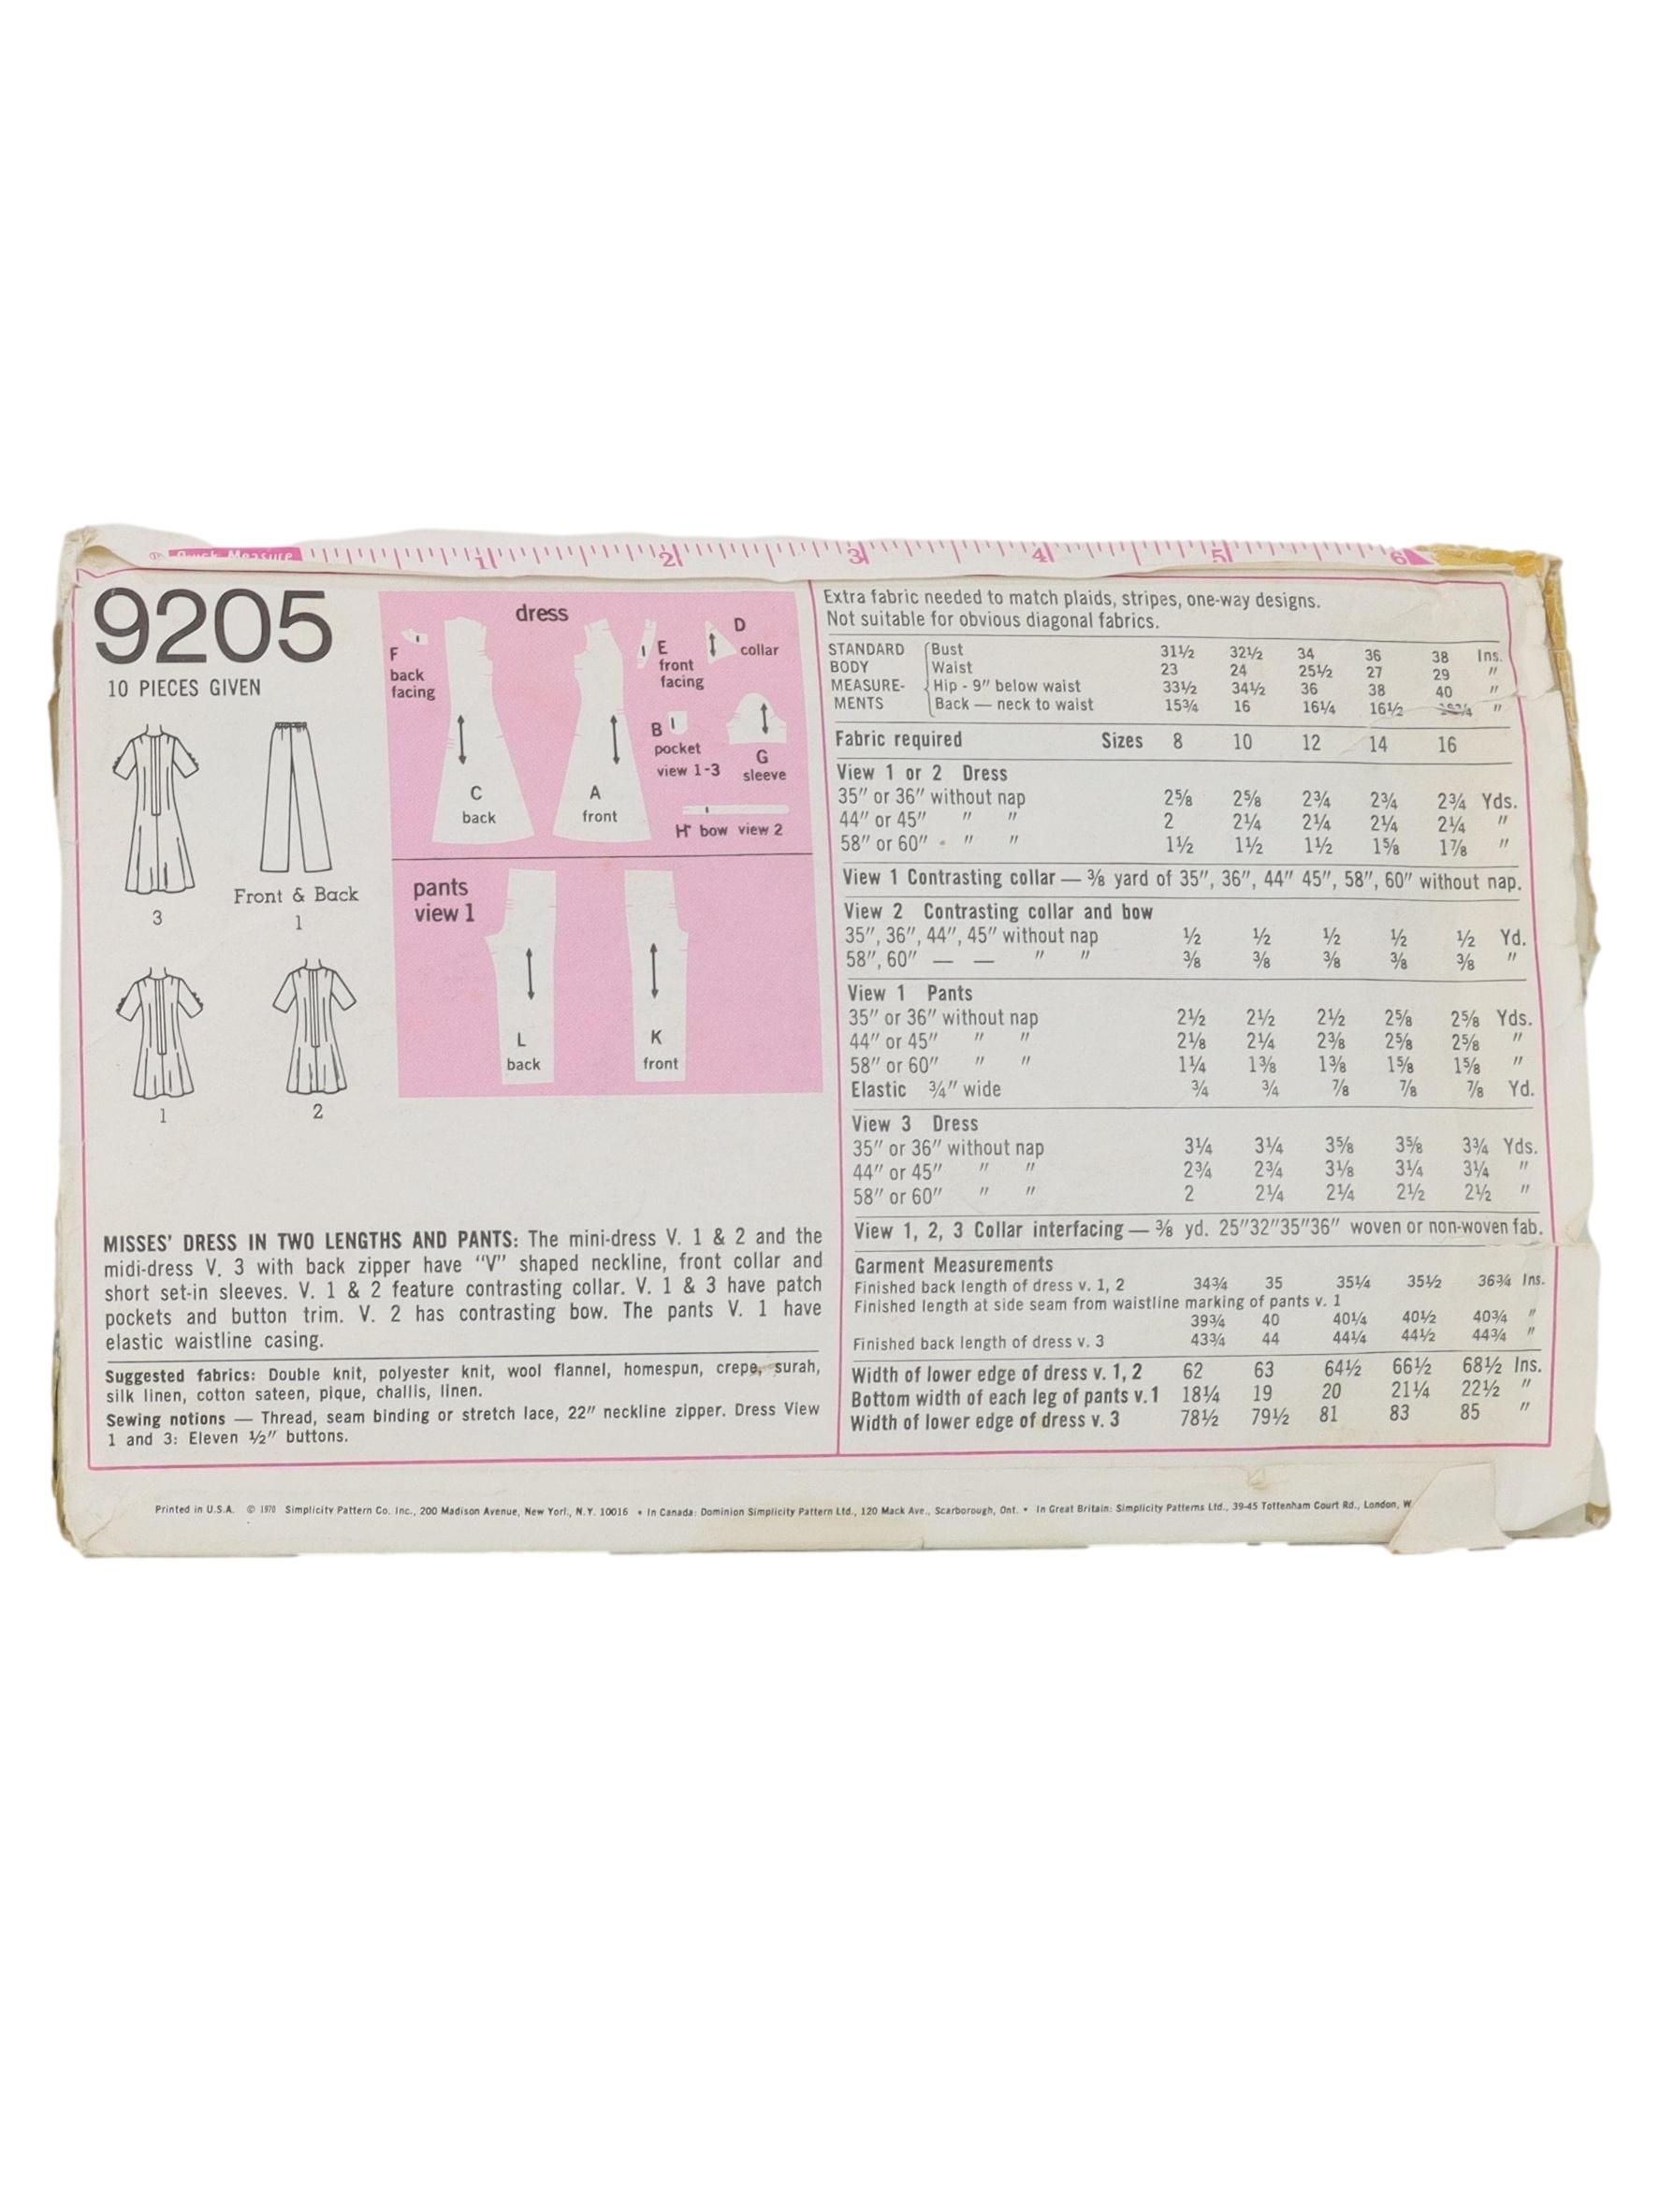 Quick Measure
1 2 3 4 5 6
9205
10 PIECES GIVEN
3
Front & Back
1
1
2
dress
F
back
facing
C
back
A
front
E
front
facing
D
collar
B
pocket
view 1-3
G
sleeve
H bow view 2
pants
view 1
L
back
K
front
MISSES' DRESS IN TWO LENGTHS AND PANTS: The mini-dress V. 1 & 2 and the
midi-dress V. 3 with back zipper have "V" shaped neckline, front collar and
short set-in sleeves. V. 1 & 2 feature contrasting collar. V. 1 & 3 have patch
pockets and button trim. V. 2 has contrasting bow. The pants V. 1 have
elastic waistline casing.
Suggested fabrics: Double knit, polyester knit, wool flannel, homespun, crepe, surah,
silk linen, cotton sateen, pique, challis, linen.
Sewing notions — Thread, seam binding or stretch lace, 22" neckline zipper. Dress View
1 and 3: Eleven ½" buttons.
Extra fabric needed to match plaids, stripes, one-way designs.
Not suitable for obvious diagonal fabrics.
STANDARD BODY MEASURE- MENTS
Bust 31½ 32½ 34 36 38 Ins.
Waist 23 24 25½ 27 29 "
Hip - 9" below waist 33½ 34½ 36 38 40 "
Back — neck to waist 15¾ 16 16¼ 16½ "
Fabric required Sizes 8 10 12 14 16
View 1 or 2 Dress
35" or 36" without nap 2⅝ 2⅝ 2¾ 2¾ 2¾ Yds.
44" or 45" " " 2 2¼ 2¼ 2¼ 2¼ "
58" or 60" " " 1½ 1½ 1½ 1⅝ 1⅞ "
View 1 Contrasting collar — ⅜ yard of 35", 36", 44" 45", 58", 60" without nap.
View 2 Contrasting collar and bow
35", 36", 44", 45" without nap ½ ½ ½ ½ ½ Yd.
58", 60" — — " " ⅜ ⅜ ⅜ ⅜ ⅜ "
View 1 Pants
35" or 36" without nap 2½ 2½ 2½ 2⅝ 2⅝ Yds.
44" or 45" " " 2⅛ 2¼ 2⅜ 2⅝ 2⅝ "
58" or 60" " " 1¼ 1⅜ 1⅜ 1⅝ 1⅝ "
Elastic ¾" wide ¾ ¾ ⅞ ⅞ ⅞ Yd.
View 3 Dress
35" or 36" without nap 3¼ 3¼ 3⅝ 3⅝ 3¾ Yds.
44" or 45" " " 2¾ 2¾ 3⅛ 3¼ 3¼ "
58" or 60" " " 2 2¼ 2¼ 2½ 2½ "
View 1, 2, 3 Collar interfacing — ⅜ yd. 25"32"35"36" woven or non-woven fab.
Garment Measurements
Finished back length of dress v. 1, 2 34¾ 35 35¼ 35½ 36¾ Ins.
Finished length at side seam from waistline marking of pants v. 1
39¾ 40 40¼ 40½ 40¾ "
Finished back length of dress v. 3 43¾ 44 44¼ 44½ 44¾ "
Width of lower edge of dress v. 1, 2 62 63 64½ 66½ 68½ Ins.
Bottom width of each leg of pants v. 1 18¼ 19 20 21¼ 22½ "
Width of lower edge of dress v. 3 78½ 79½ 81 83 85 "
Printed in U.S.A. © 1970 Simplicity Pattern Co. Inc., 200 Madison Avenue, New York, N.Y. 10016 • In Canada: Dominion Simplicity Pattern Ltd., 120 Mack Ave., Scarborough, Ont. • In Great Britain: Simplicity Patterns Ltd., 39-45 Tottenham Court Rd., London, W